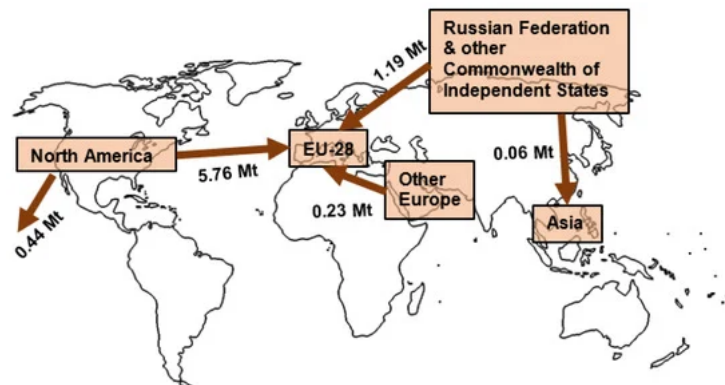 Russian Federation
& other
Commonwealth of
Independent States
1.19 Mt
North America
5.76 Mt
EU-28
0.06 Mt
Other
Europe
0.23 Mt
Asia
0.44 Mt